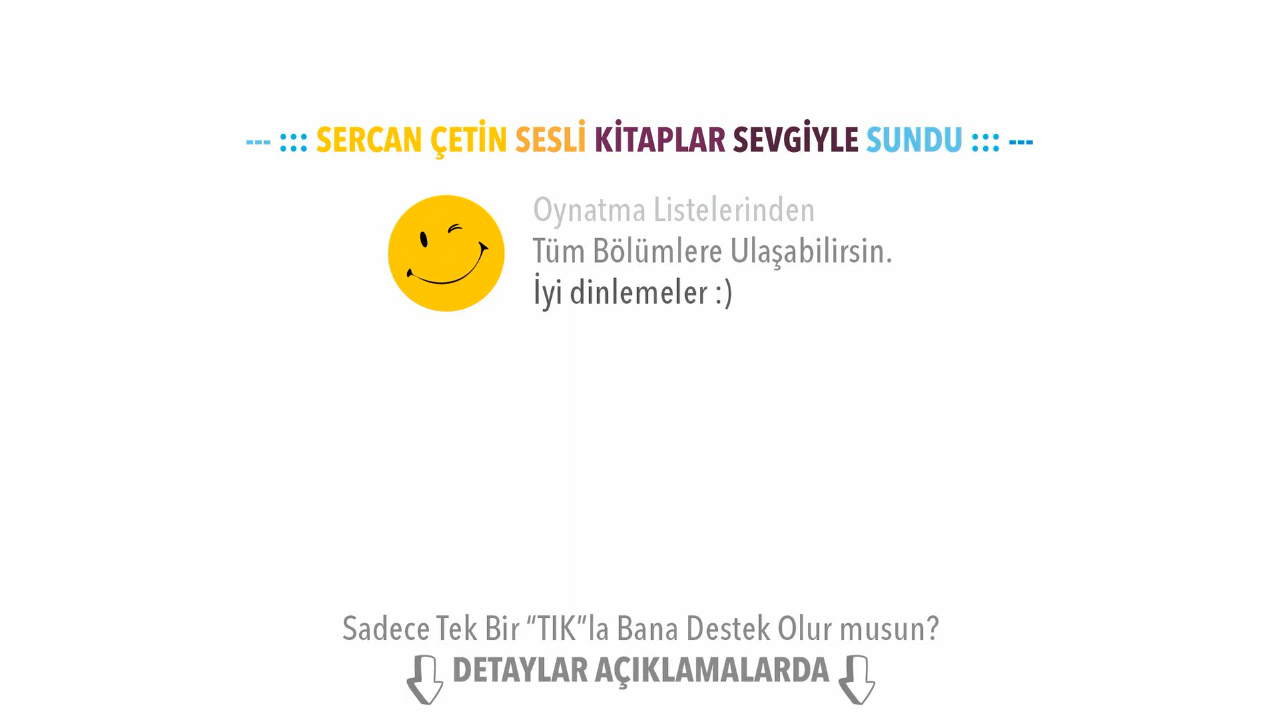 --- ::: SERCAN ÇETİN SESLİ KİTAPLAR SEVGİYLE SUNDU ::: ---
Oynatma Listelerinden
Tüm Bölümlere Ulaşabilirsin.
İyi dinlemeler :)
Sadece Tek Bir “TIK”la Bana Destek Olur musun?
DETAYLAR AÇIKLAMALARDA